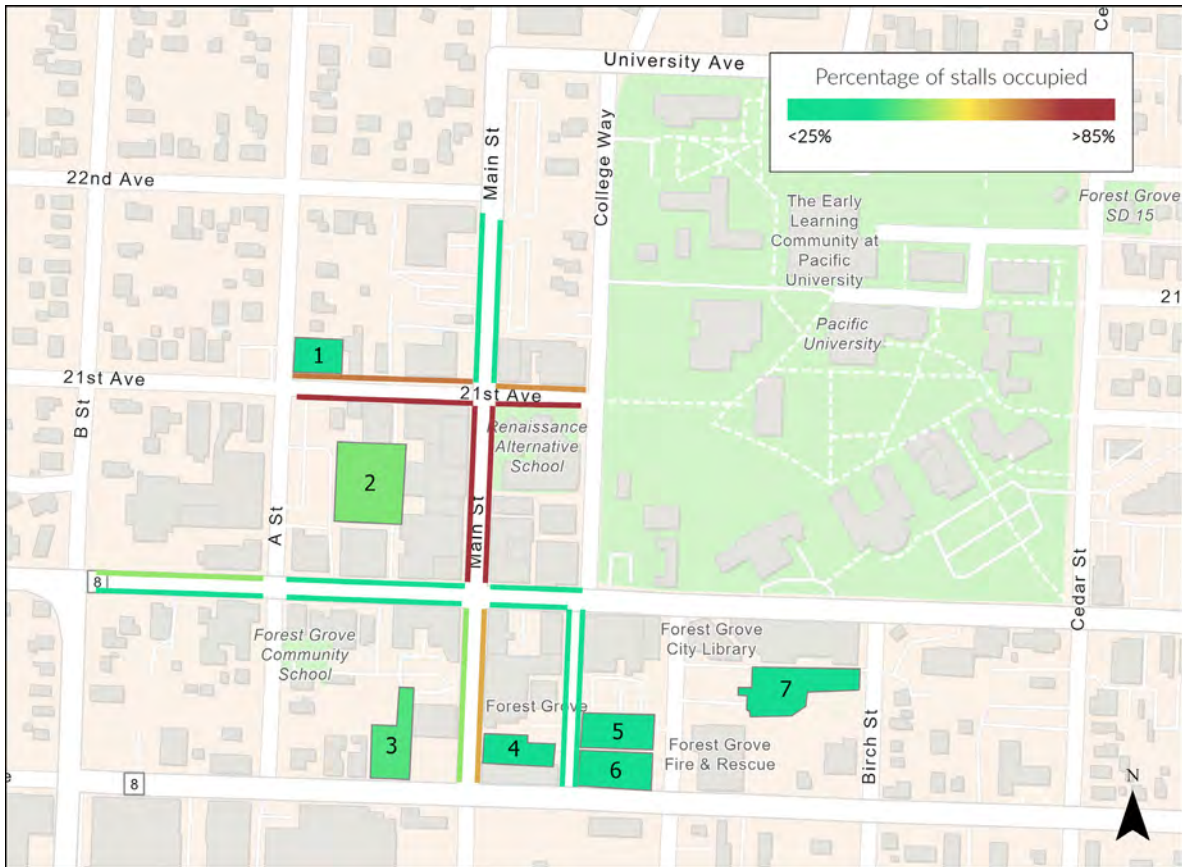 Ce
University Ave
Percentage of stalls occupied
<25%
>85%
Main St
College Way
22nd Ave
The Early
Learning
Community at
Pacific
University
Forest Grove
SD 15
21
Pacific
University
1
21st Ave
21st Ave
B St
Renaissance
Alternative
School
2
A St
Main St
8
Cedar St
Forest Grove
Community
School
Forest Grove
City Library
7
Forest Grove
5
3
4
Forest Grove
Fire & Rescue
6
Birch St
e
8
N